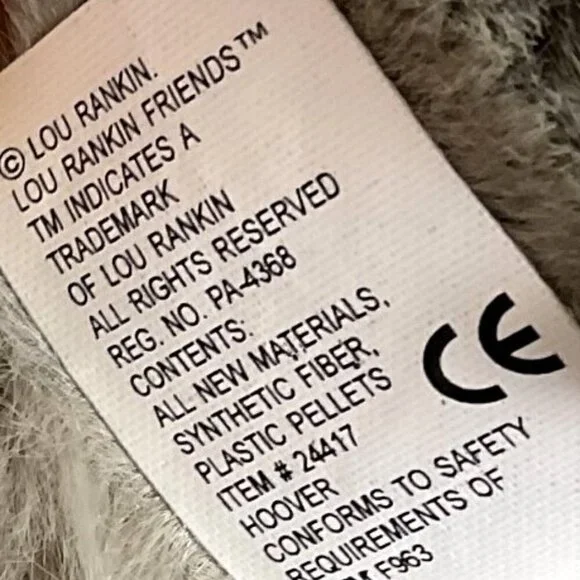 © LOU RANKIN.
LOU RANKIN FRIENDS™
TM INDICATES A
TRADEMARK
OF LOU RANKIN
ALL RIGHTS RESERVED
REG. NO. PA-4368
CONTENTS:
ALL NEW MATERIALS,
SYNTHETIC FIBER,
PLASTIC PELLETS
ITEM # 24417
HOOVER
CONFORMS TO SAFETY
REQUIREMENTS OF
F963
CE